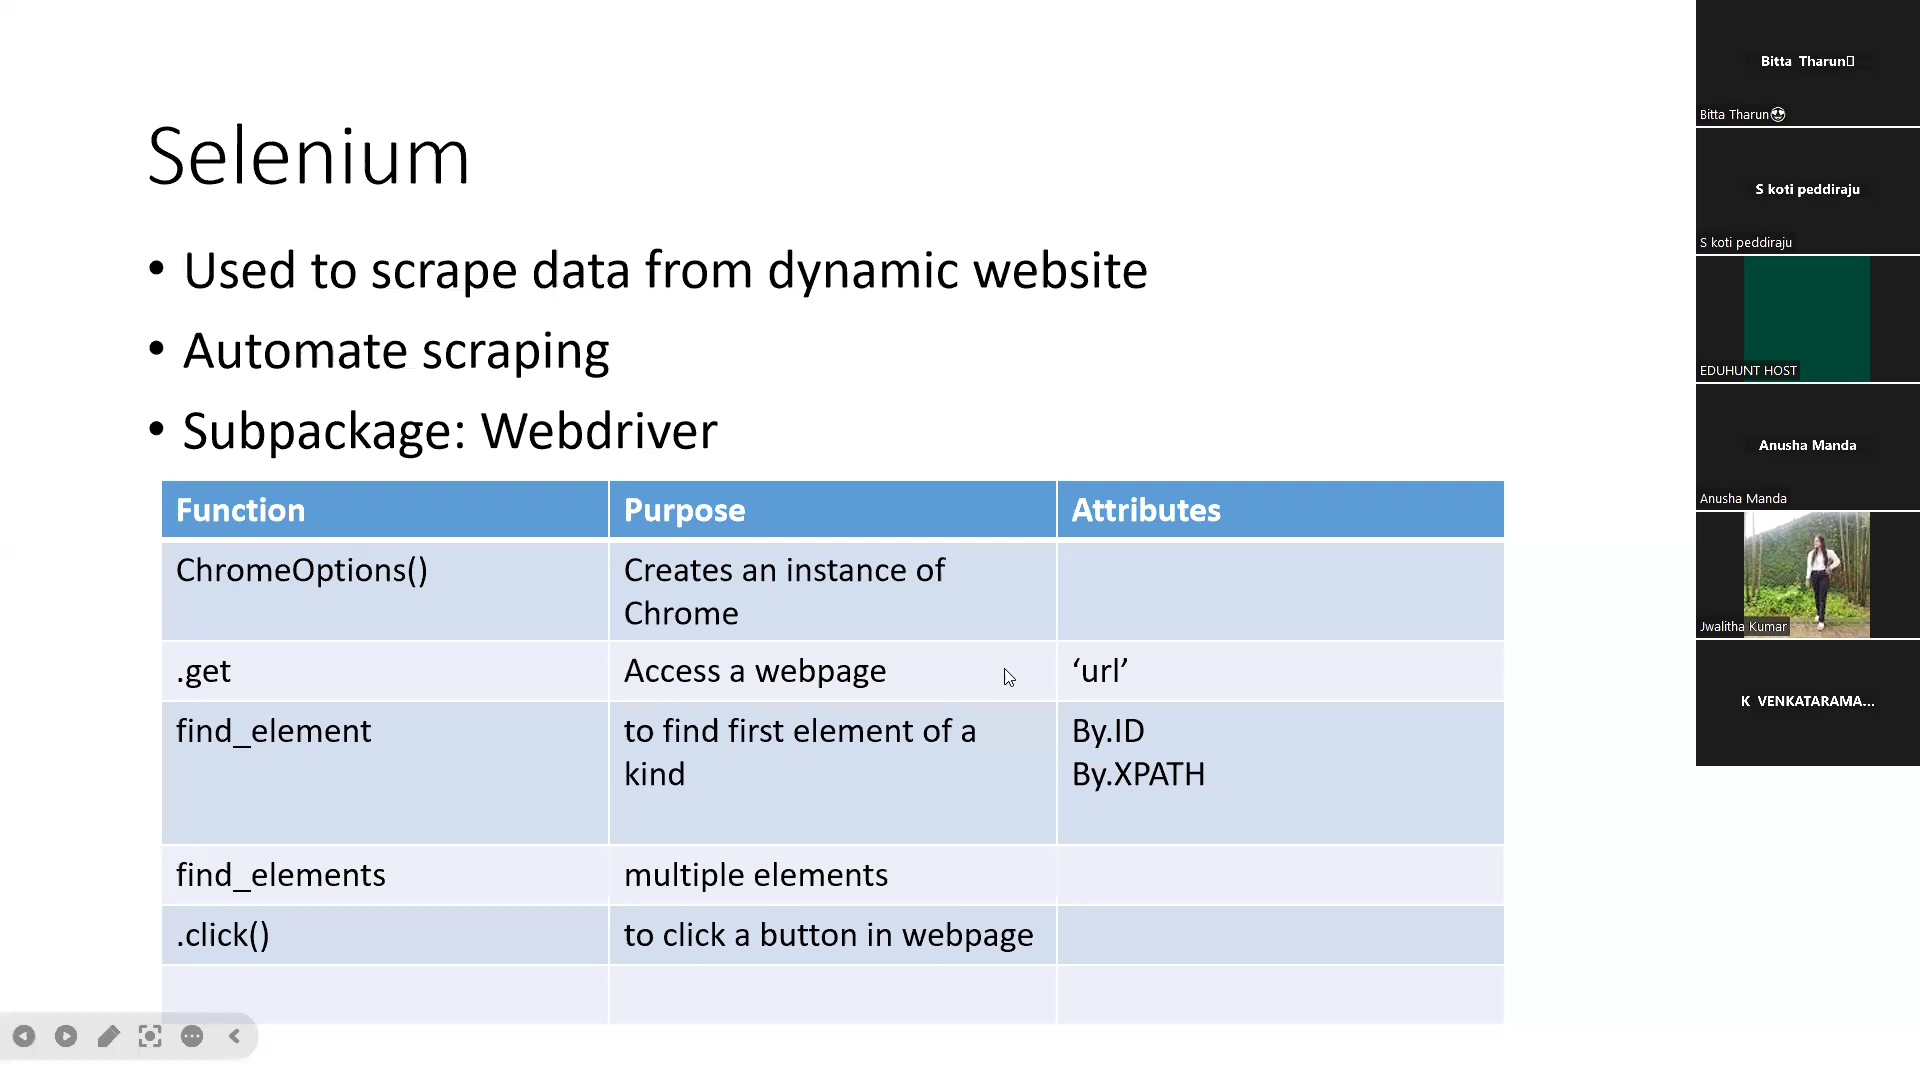 Selenium
• Used to scrape data from dynamic website
• Automate scraping
• Subpackage: Webdriver
Function Purpose Attributes
ChromeOptions() Creates an instance of
Chrome
.get Access a webpage ‘url’
find_element to find first element of a By.ID
kind By.XPATH
find_elements multiple elements
.click() to click a button in webpage
Bitta Tharun
Bitta Tharun😍
S koti peddiraju
S koti peddiraju
EDUHUNT HOST
Anusha Manda
Anusha Manda
Jwalitha Kumar
K VENKATARAMA...